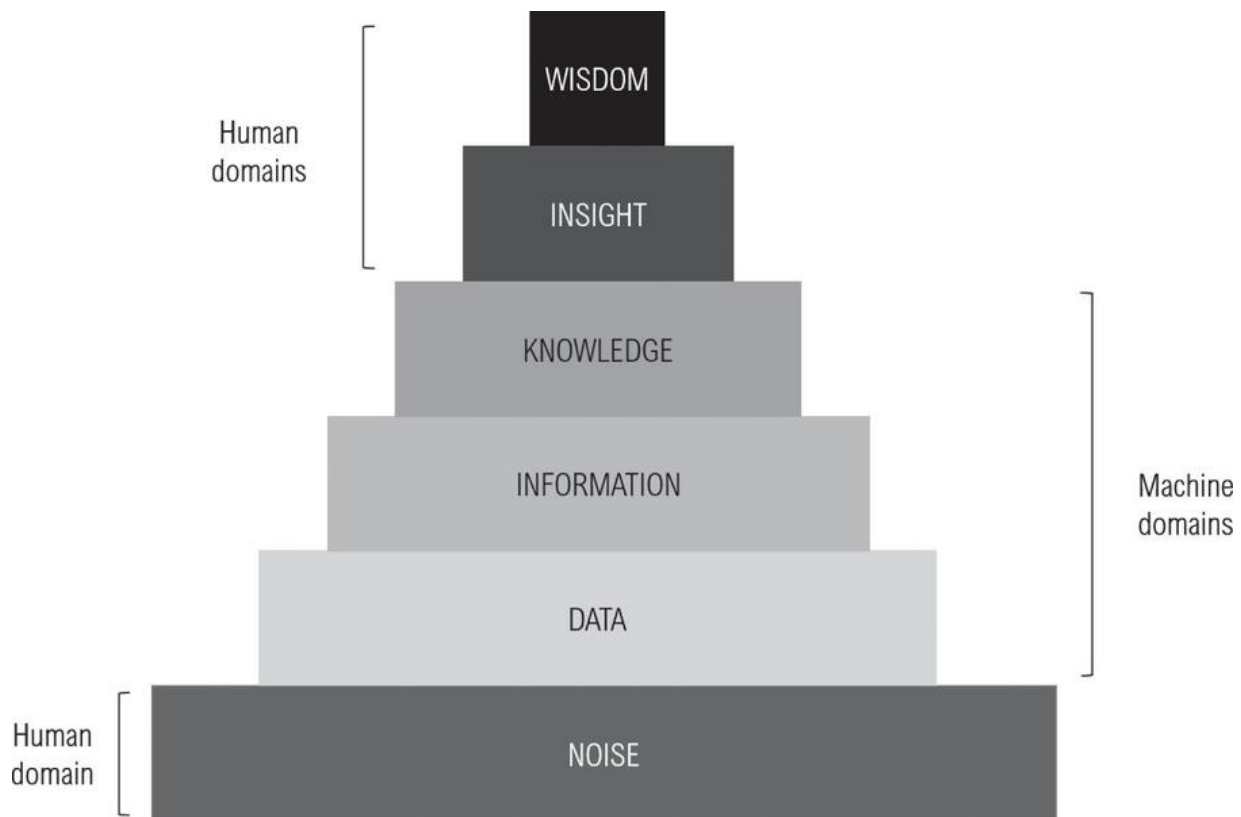 WISDOM
Human
domains
INSIGHT
KNOWLEDGE
INFORMATION
Machine
domains
DATA
Human
domain
NOISE